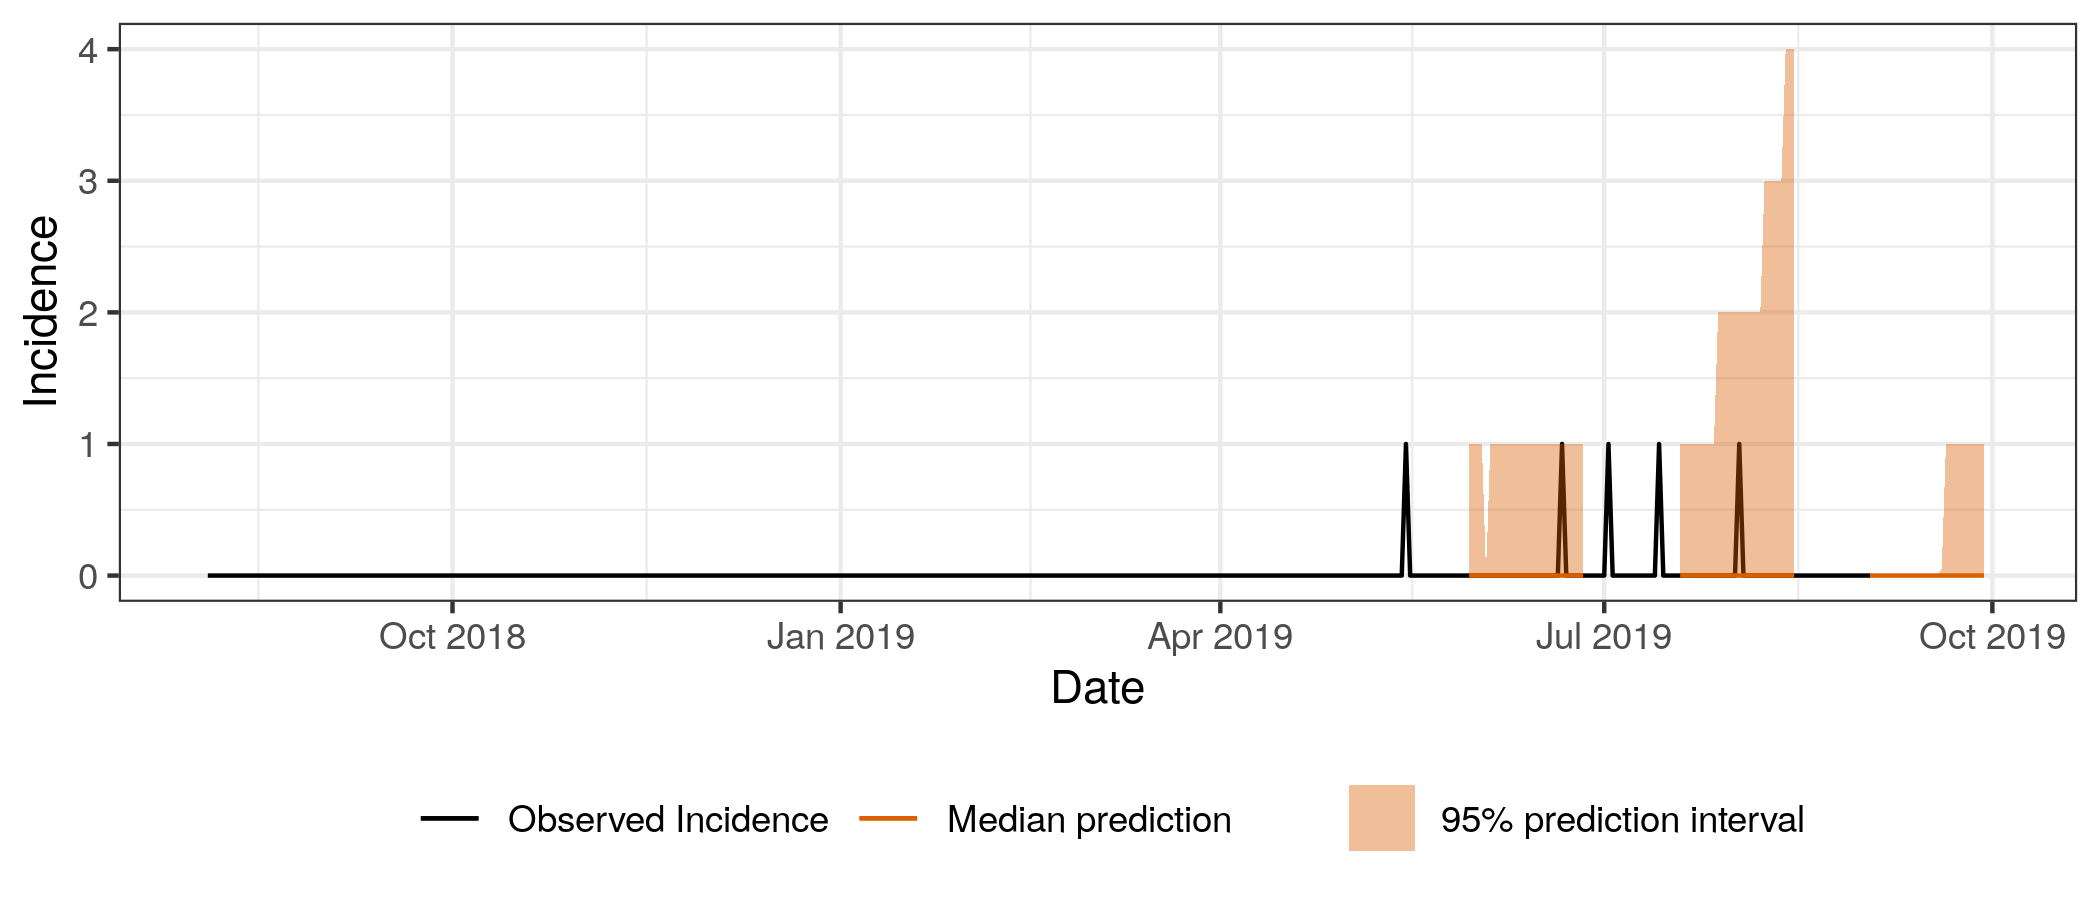 4
3
2
1
0
Incidence
Oct 2018 Jan 2019 Apr 2019 Jul 2019 Oct 2019
Date
Observed Incidence Median prediction 95% prediction interval